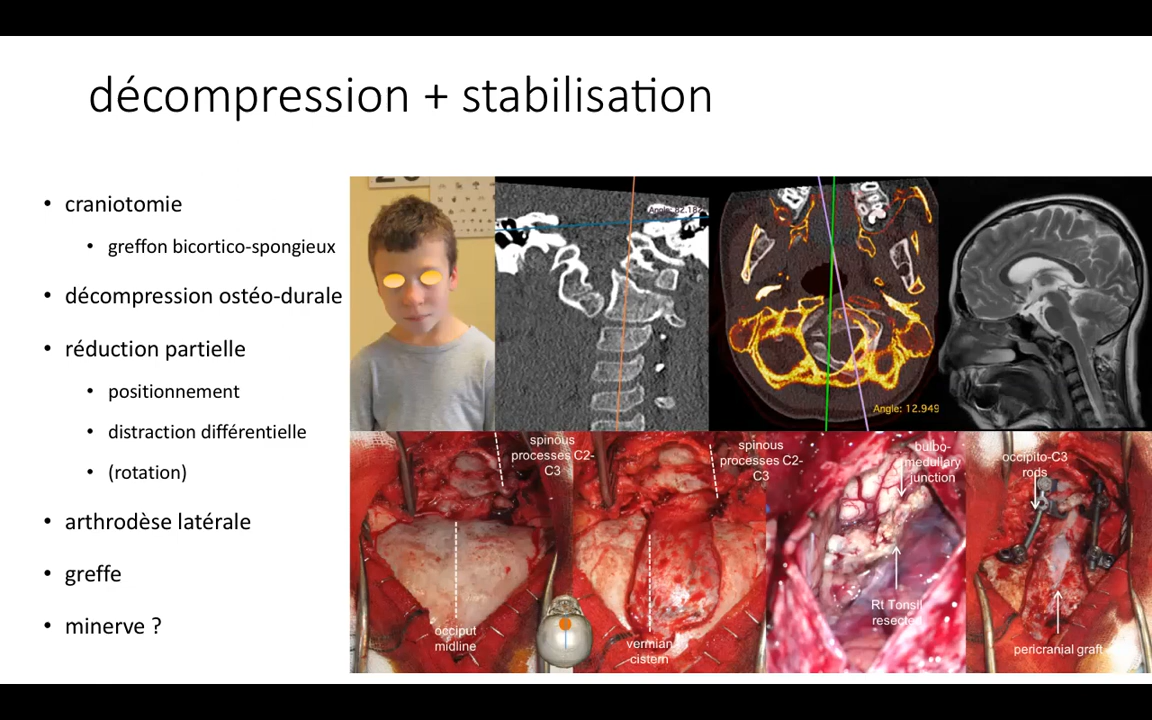 décompression + stabilisation
• craniotomie
• greffon bicortico-spongieux
• décompression ostéo-durale
• réduction partielle
• positionnement
• distraction différentielle
• (rotation)
• arthrodèse latérale
• greffe
• minerve ?
Angle: 12.949
spinous
processes C2-
C3
occiput
midline
spinous
processes C2-
C3
vermian
cistern
bulbo-
medullary
junction
Rt Tonsil
resected
occipito-C3
rods
pericranial graft